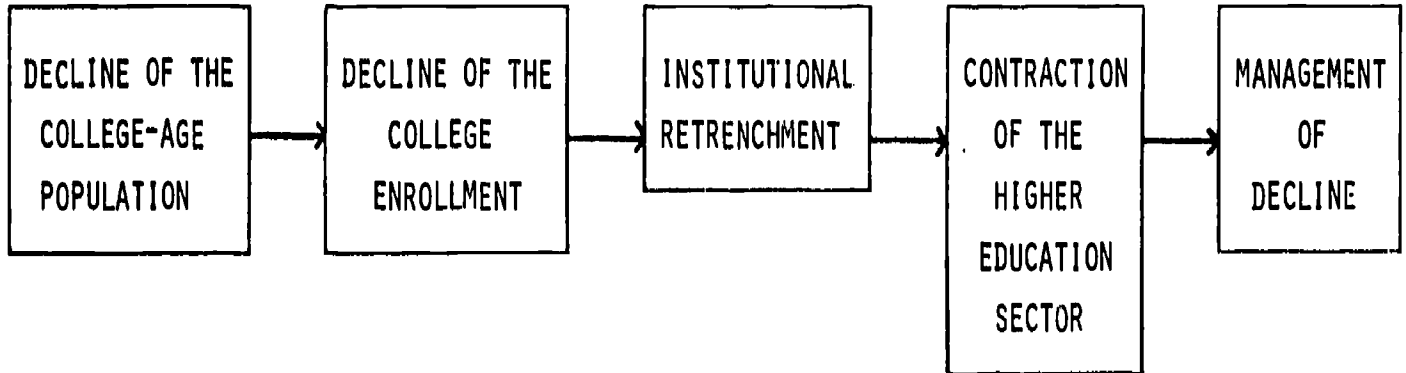 DECLINE OF THE
COLLEGE-AGE
POPULATION
DECLINE OF THE
COLLEGE
ENROLLMENT
INSTITUTIONAL
RETRENCHMENT
CONTRACTION
OF THE
HIGHER
EDUCATION
SECTOR
MANAGEMENT
OF
DECLINE